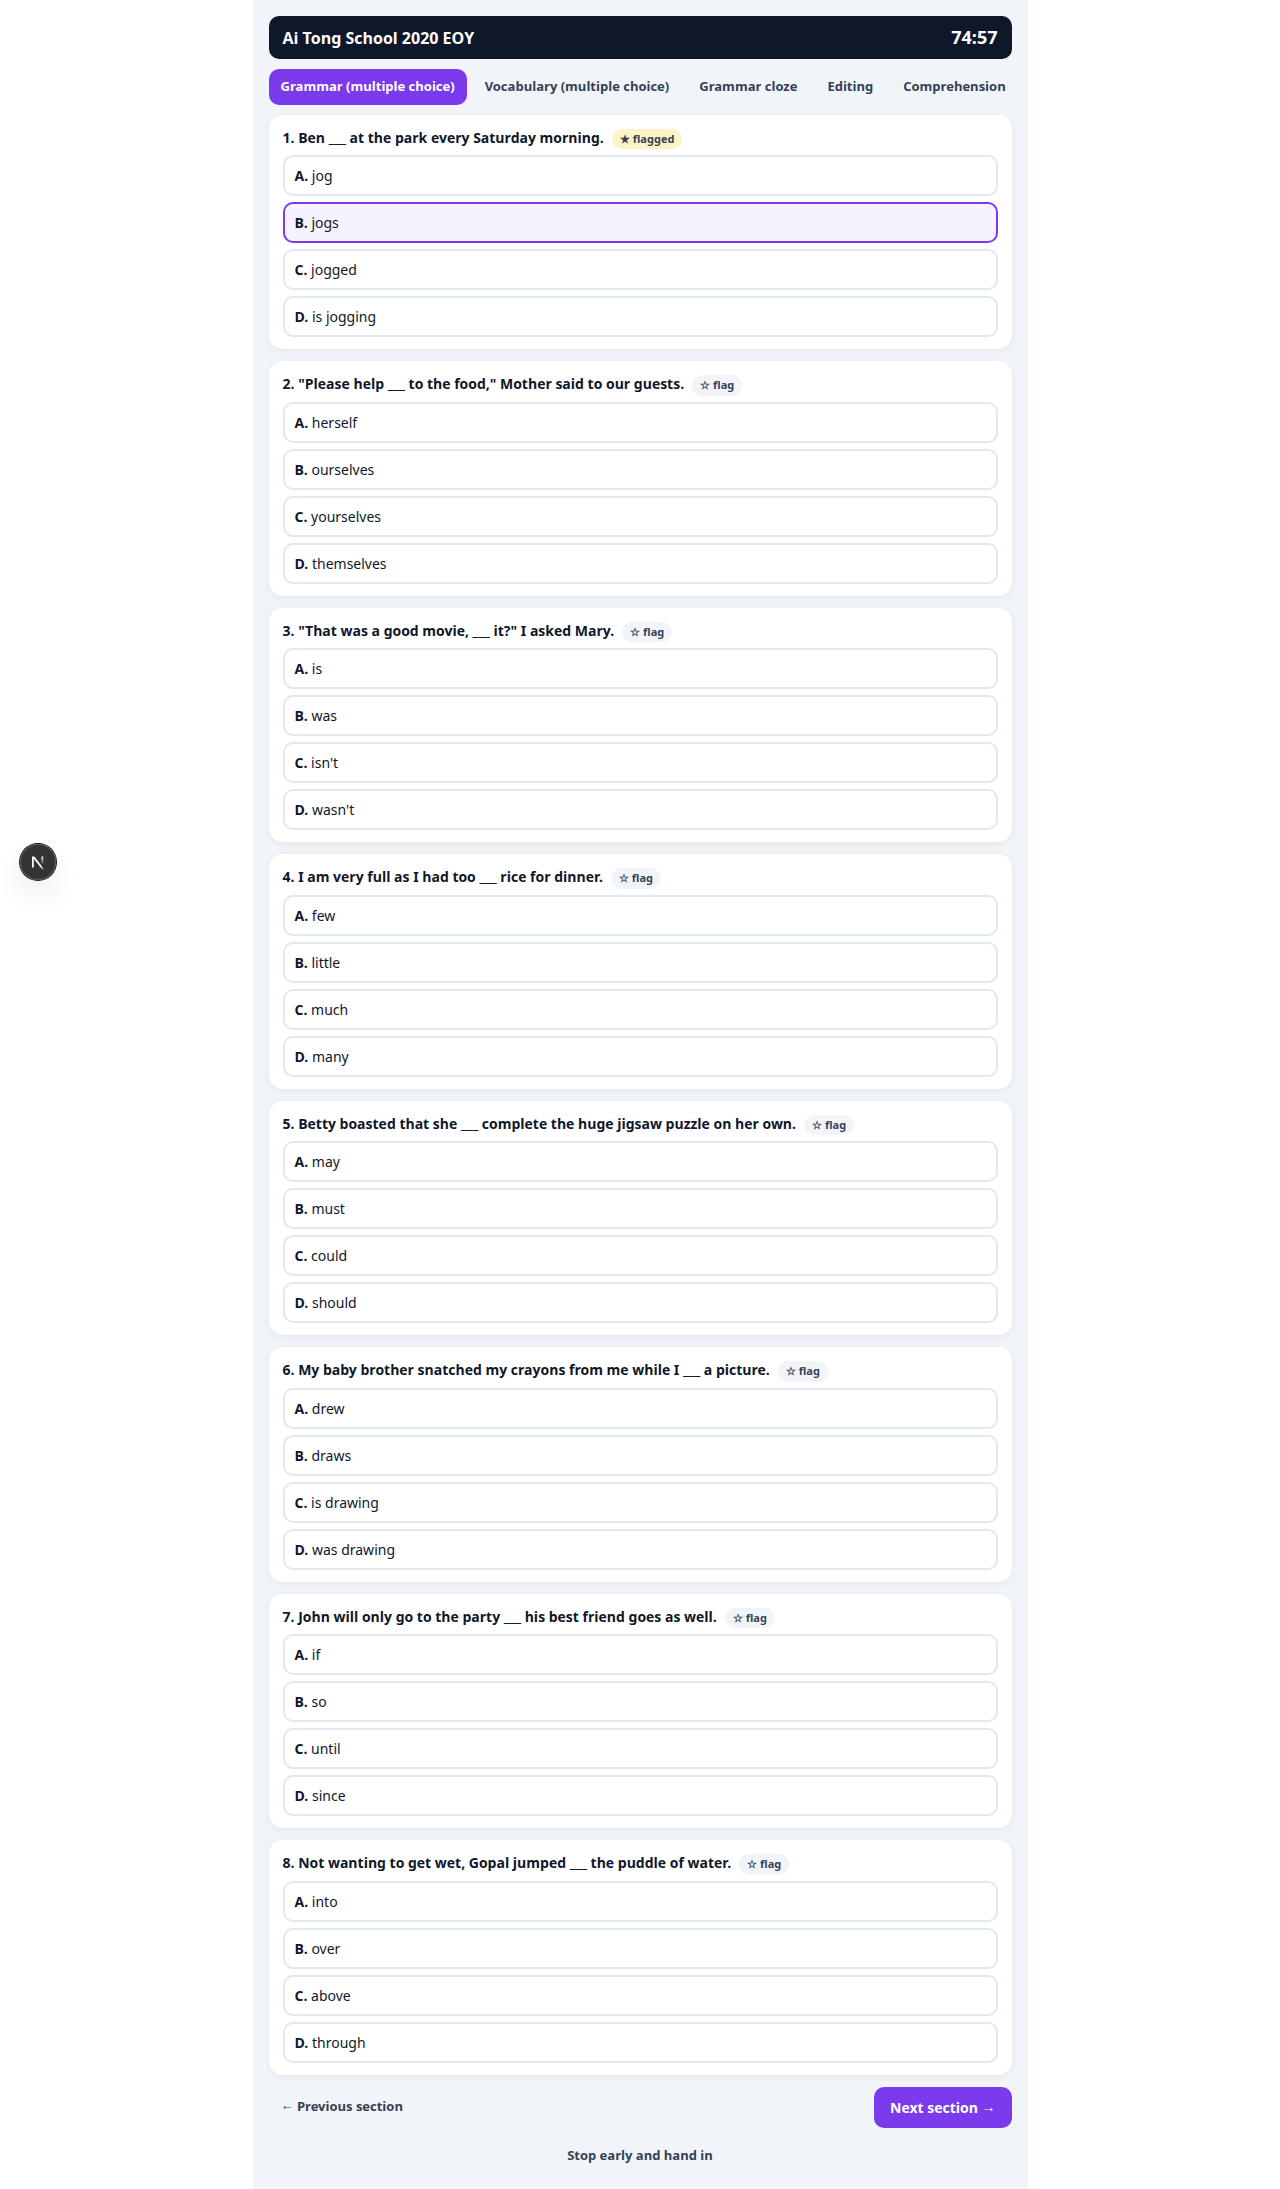 Ai Tong School 2020 EOY 74:57
Grammar (multiple choice) Vocabulary (multiple choice) Grammar cloze Editing Comprehension
1. Ben ___ at the park every Saturday morning. ★ flagged
A. jog
B. jogs
C. jogged
D. is jogging
2. "Please help ___ to the food," Mother said to our guests. ☆ flag
A. herself
B. ourselves
C. yourselves
D. themselves
3. "That was a good movie, ___ it?" I asked Mary. ☆ flag
A. is
B. was
C. isn't
D. wasn't
4. I am very full as I had too ___ rice for dinner. ☆ flag
A. few
B. little
C. much
D. many
5. Betty boasted that she ___ complete the huge jigsaw puzzle on her own. ☆ flag
A. may
B. must
C. could
D. should
6. My baby brother snatched my crayons from me while I ___ a picture. ☆ flag
A. drew
B. draws
C. is drawing
D. was drawing
7. John will only go to the party ___ his best friend goes as well. ☆ flag
A. if
B. so
C. until
D. since
8. Not wanting to get wet, Gopal jumped ___ the puddle of water. ☆ flag
A. into
B. over
C. above
D. through
← Previous section Next section →
Stop early and hand in
N